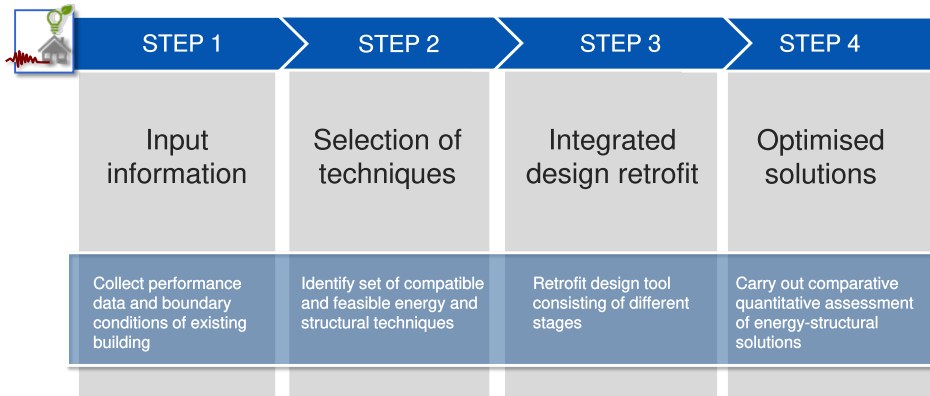 STEP 1
STEP 2
STEP 3
STEP 4
Input
information
Selection of
techniques
Integrated
design retrofit
Optimised
solutions
Collect performance
data and boundary
conditions of existing
building
Identify set of compatible
and feasible energy and
structural techniques
Retrofit design tool
consisting of different
stages
Carry out comparative
quantitative assessment
of energy-structural
solutions